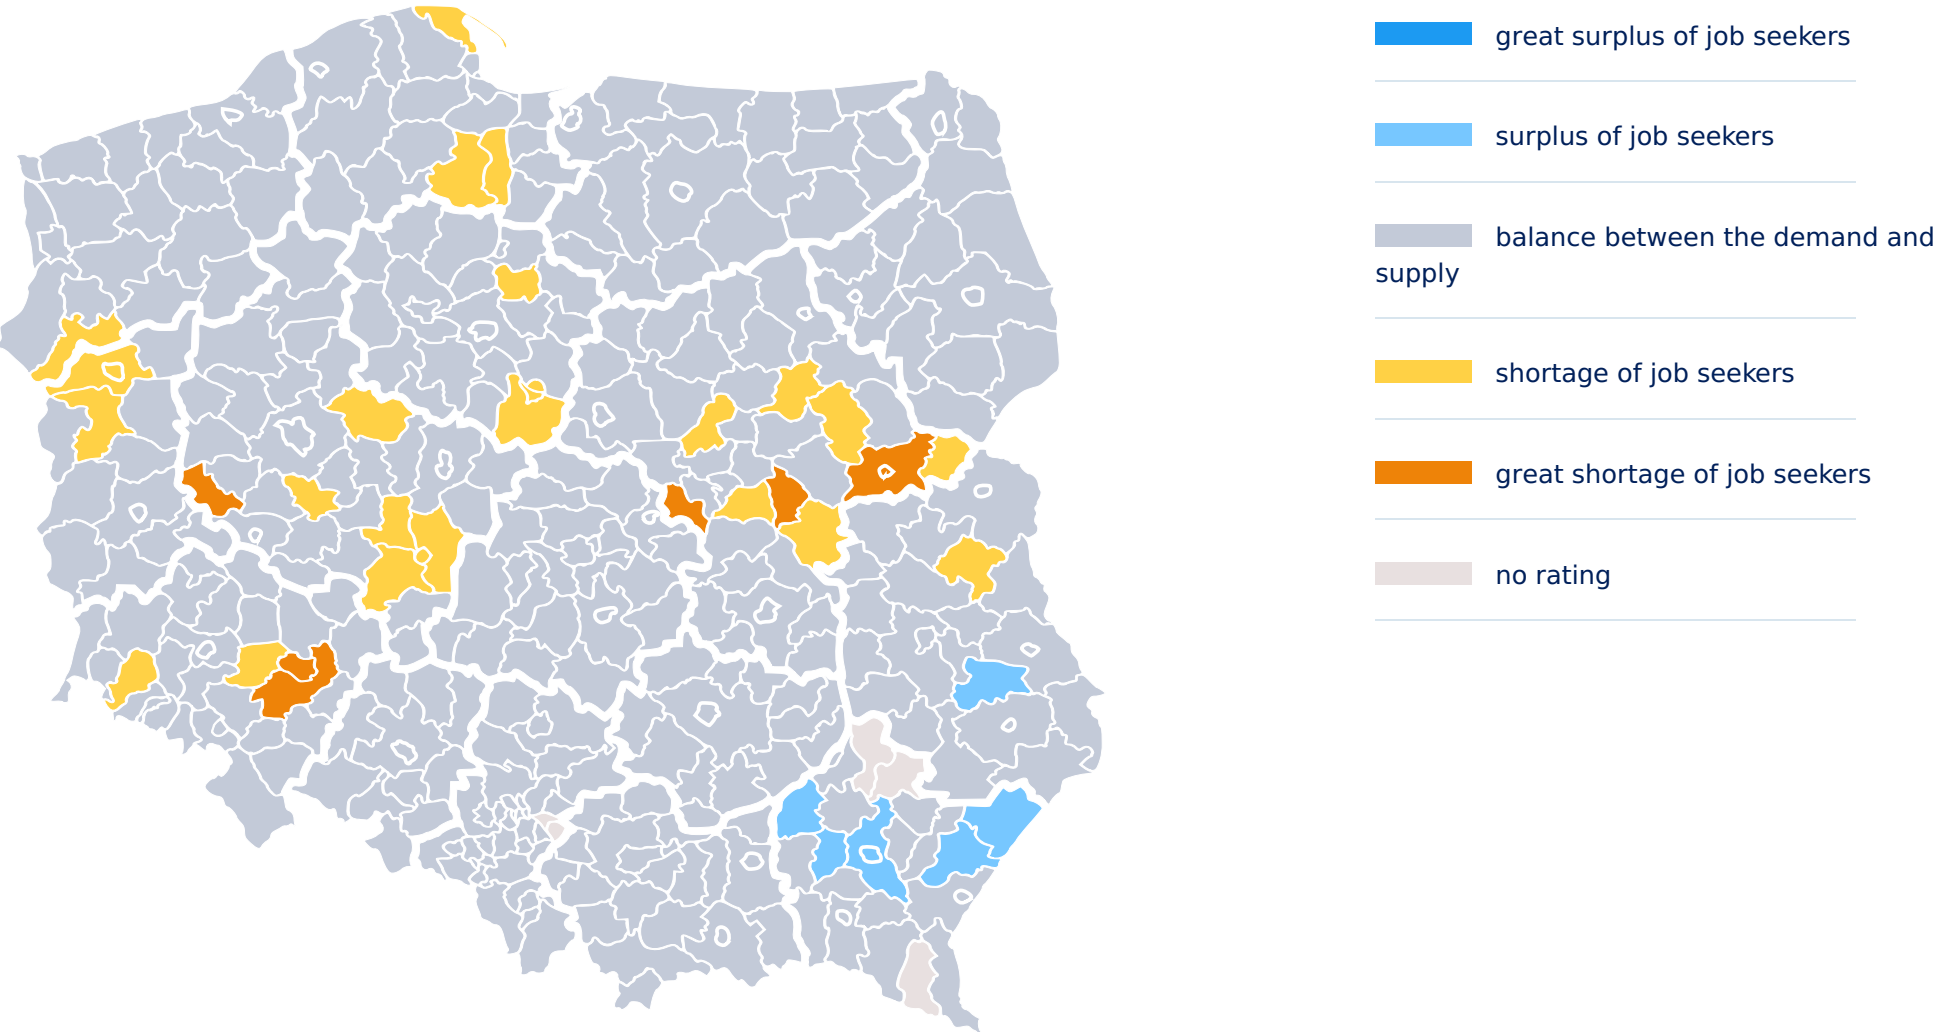 great surplus of job seekers
surplus of job seekers
balance between the demand and
supply
shortage of job seekers
great shortage of job seekers
no rating